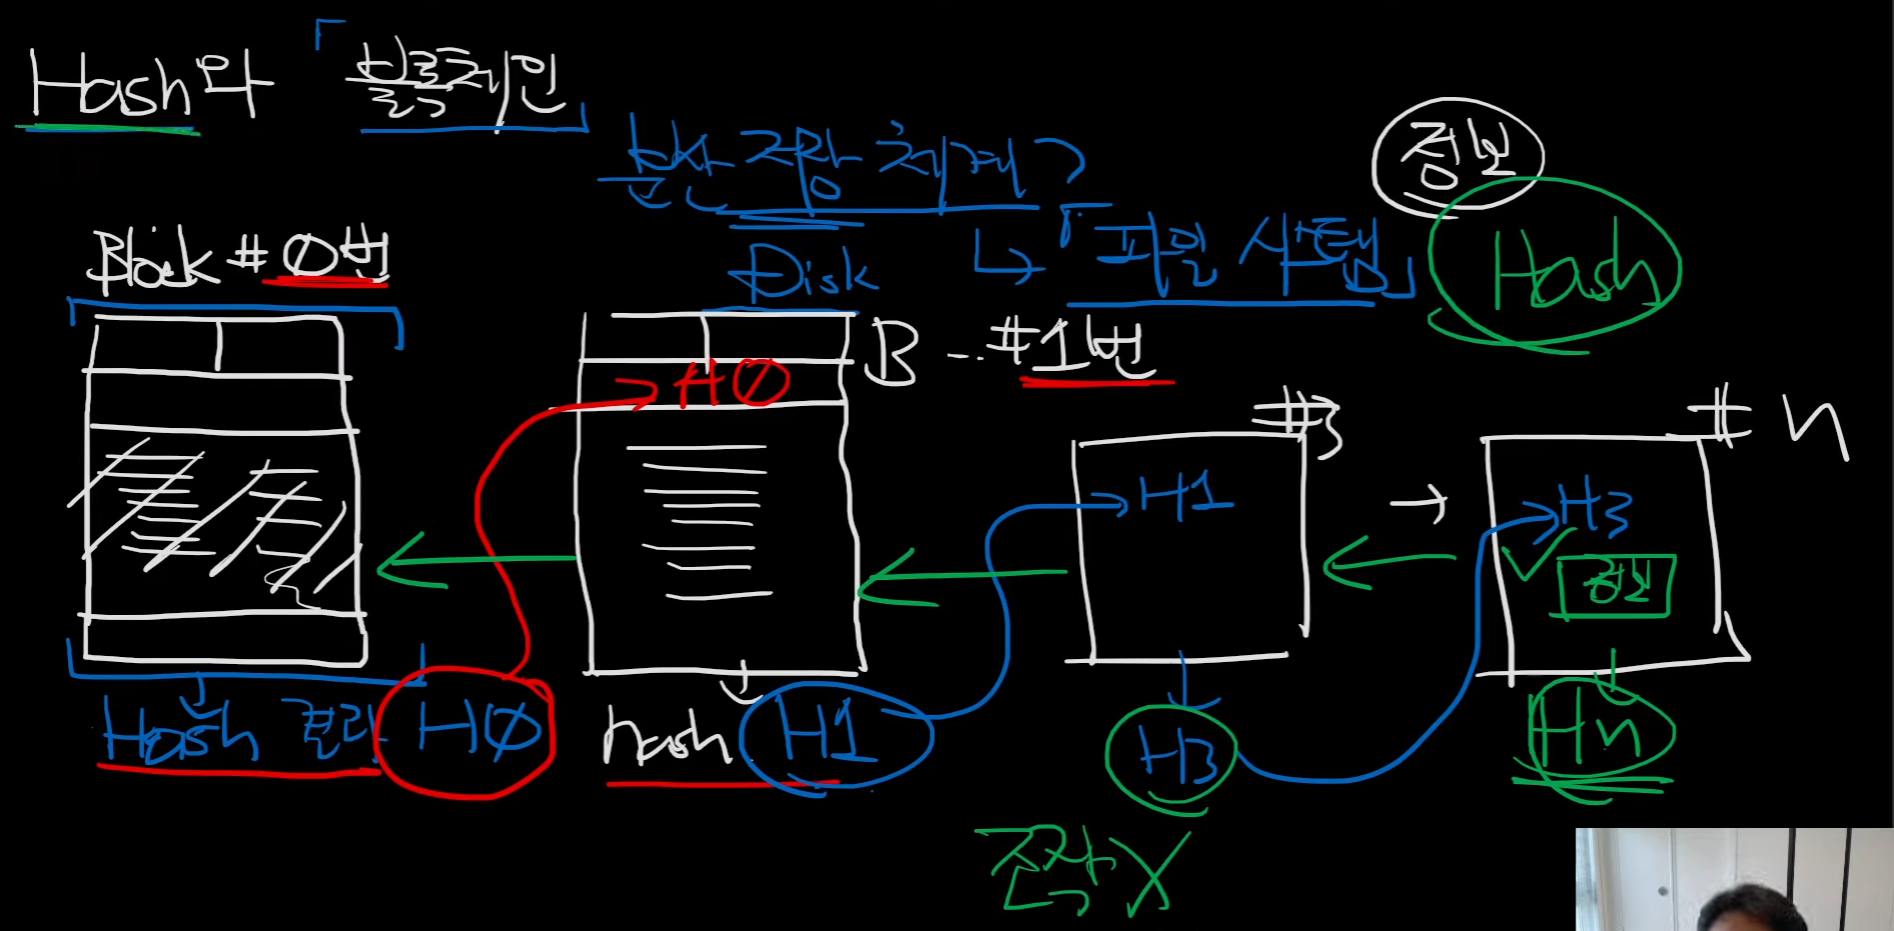 Hash와 「블록체인」
분산 저장 체계?
Disk
「파일 시스템」
정보
Hash
Block #0번
B - ... #1번
H0
#3
H1
→
#n
H3
정보
Hash 결과 H0
hash H1
H3
Hn
조작 X